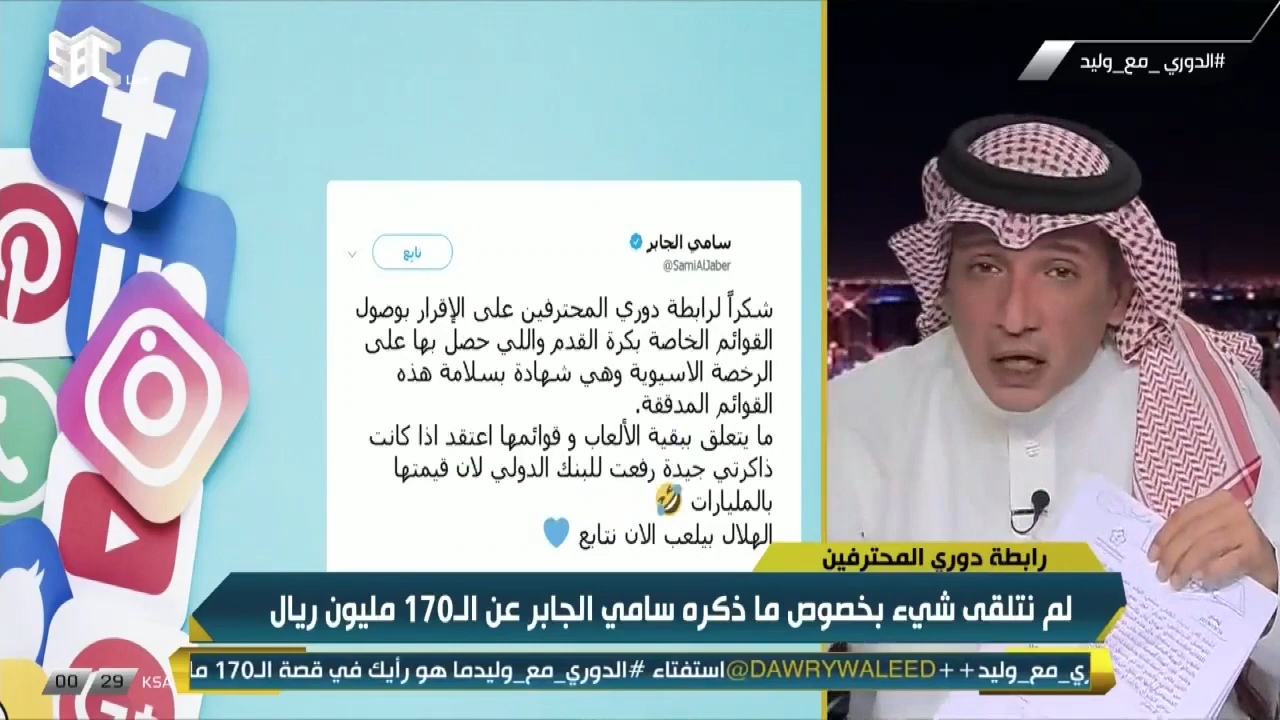 SBC
#الدوري_مع_وليد
سامي الجابر
@SamiAlJaber
تابع
شكراً لرابطة دوري المحترفين على الإقرار بوصول
القوائم الخاصة بكرة القدم واللي حصل بها على
الرخصة الاسيوية وهي شهادة بسلامة هذه
القوائم المدققة.
ما يتعلق ببقية الألعاب و قوائمها اعتقد اذا كانت
ذاكرتي جيدة رفعت للبنك الدولي لان قيمتها
بالمليارات 🤣
الهلال بيلعب الان نتابع 💙
رابطة دوري المحترفين
لم نتلقى شيء بخصوص ما ذكره سامي الجابر عن الـ170 مليون ريال
ري_مع_وليد++DAWRYWALEED@استفتاء #الدوري_مع_وليدما هو رأيك في قصة الـ170 ما
00 29 KSA